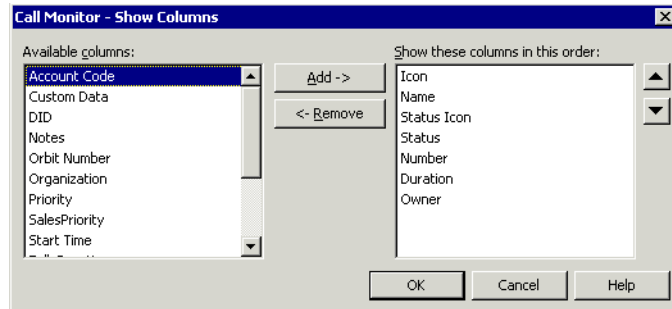 Call Monitor - Show Columns
Available columns:
Account Code
Custom Data
DID
Notes
Orbit Number
Organization
Priority
SalesPriority
Start Time
Add ->
<- Remove
Show these columns in this order:
Icon
Name
Status Icon
Status
Number
Duration
Owner
OK
Cancel
Help